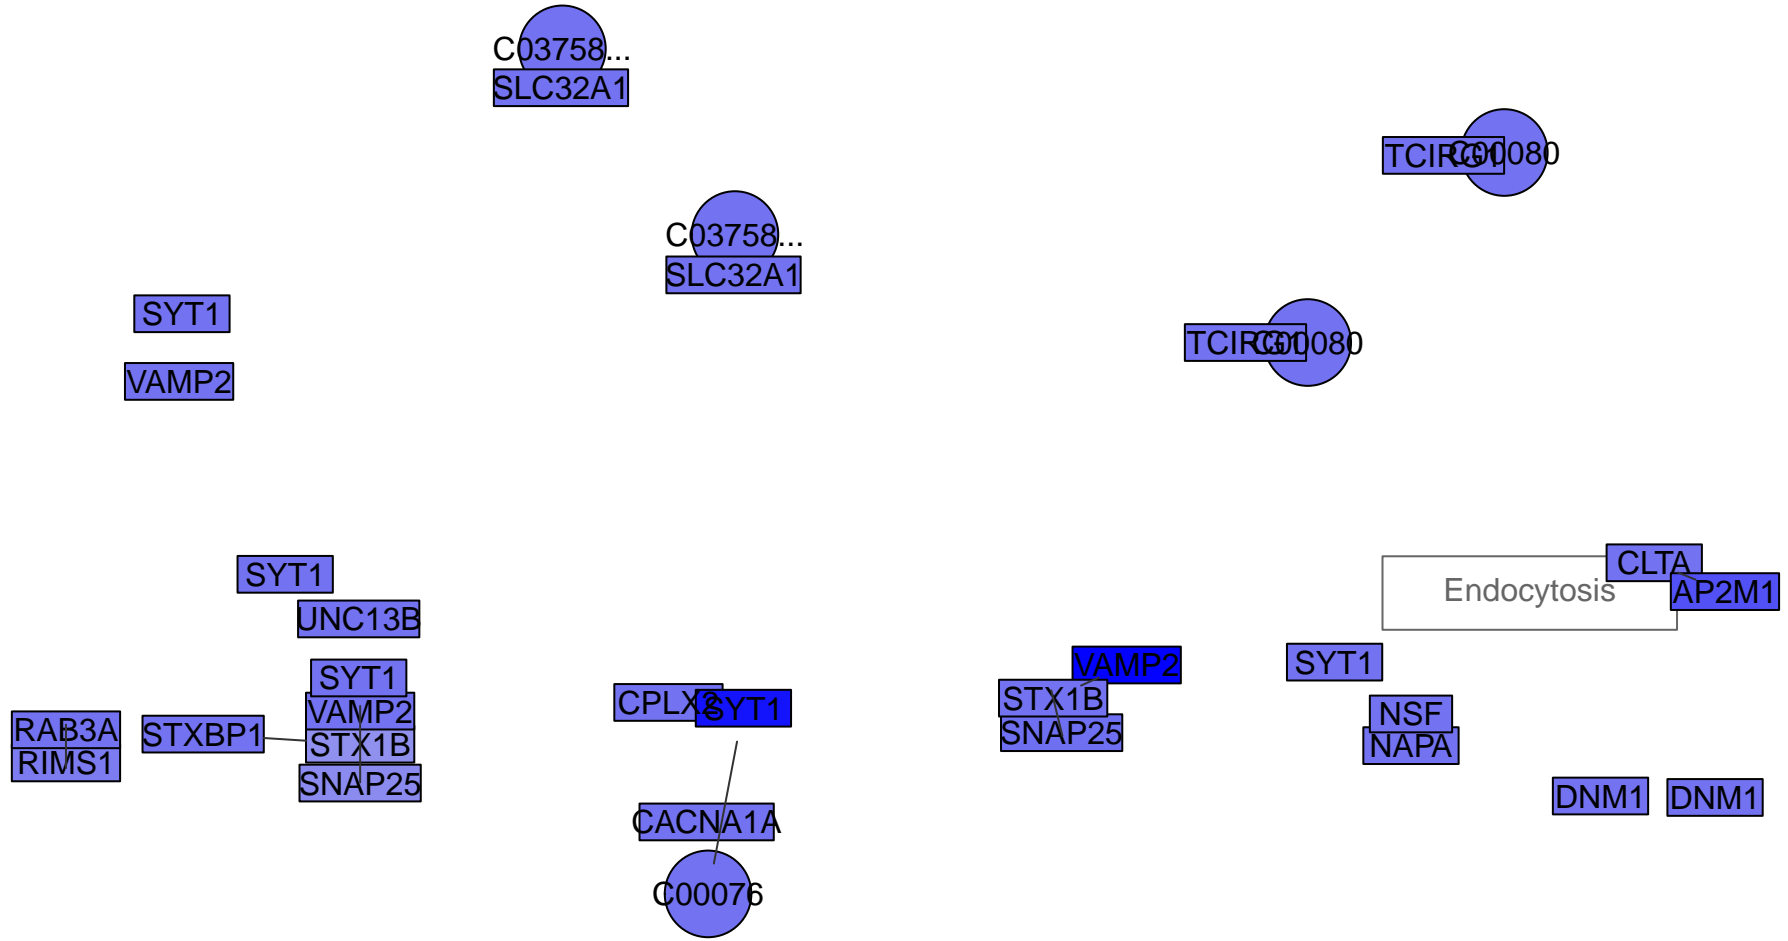 C03758...
SLC32A1
TCIRG1
C00080
C03758...
SLC32A1
SYT1
TCIRG1
C00080
VAMP2
SYT1
CLTA
Endocytosis
AP2M1
UNC13B
SYT1
VAMP2
SYT1
STX1B
CPLX2
SYT1
VAMP2
NSF
RAB3A
STXBP1
STX1B
SNAP25
NAPA
RIMS1
SNAP25
DNM1
DNM1
CACNA1A
C00076